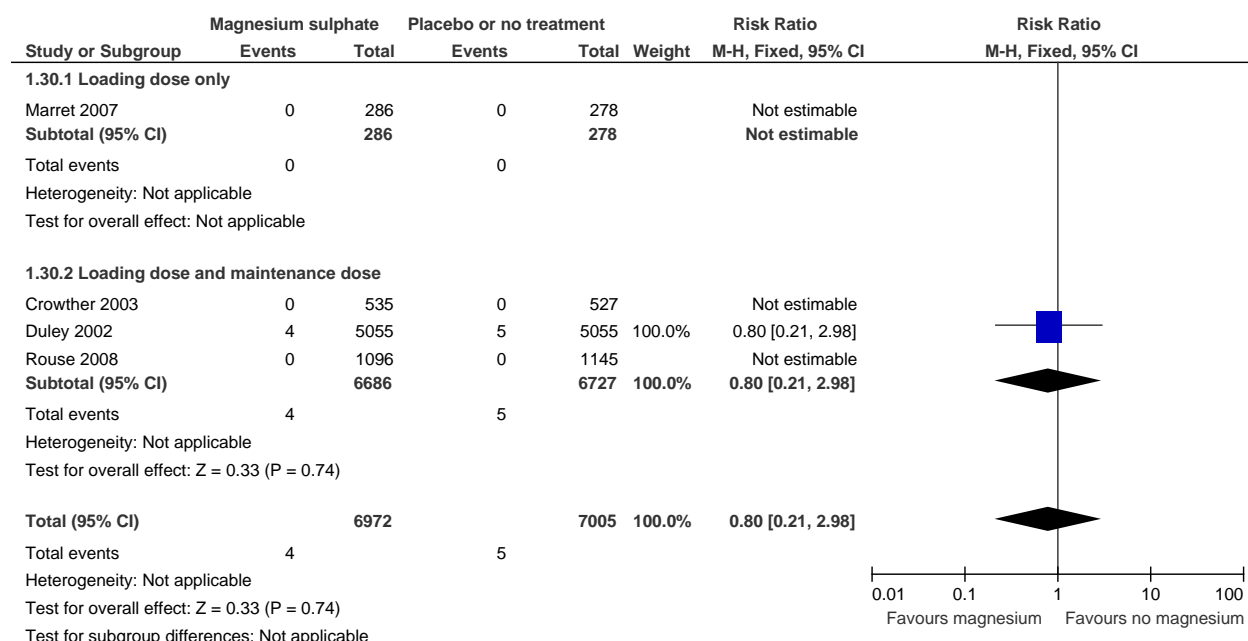 Magnesium sulphate Placebo or no treatment Risk Ratio Risk Ratio
Study or Subgroup Events Total Events Total Weight M-H, Fixed, 95% CI M-H, Fixed, 95% CI
1.30.1 Loading dose only
Marret 2007 0 286 0 278 Not estimable
Subtotal (95% CI) 286 278 Not estimable
Total events 0 0
Heterogeneity: Not applicable
Test for overall effect: Not applicable
1.30.2 Loading dose and maintenance dose
Crowther 2003 0 535 0 527 Not estimable
Duley 2002 4 5055 5 5055 100.0% 0.80 [0.21, 2.98]
Rouse 2008 0 1096 0 1145 Not estimable
Subtotal (95% CI) 6686 6727 100.0% 0.80 [0.21, 2.98]
Total events 4 5
Heterogeneity: Not applicable
Test for overall effect: Z = 0.33 (P = 0.74)
Total (95% CI) 6972 7005 100.0% 0.80 [0.21, 2.98]
Total events 4 5
Heterogeneity: Not applicable
Test for overall effect: Z = 0.33 (P = 0.74)
Test for subgroup differences: Not applicable
0.01 0.1 1 10 100
Favours magnesium Favours no magnesium